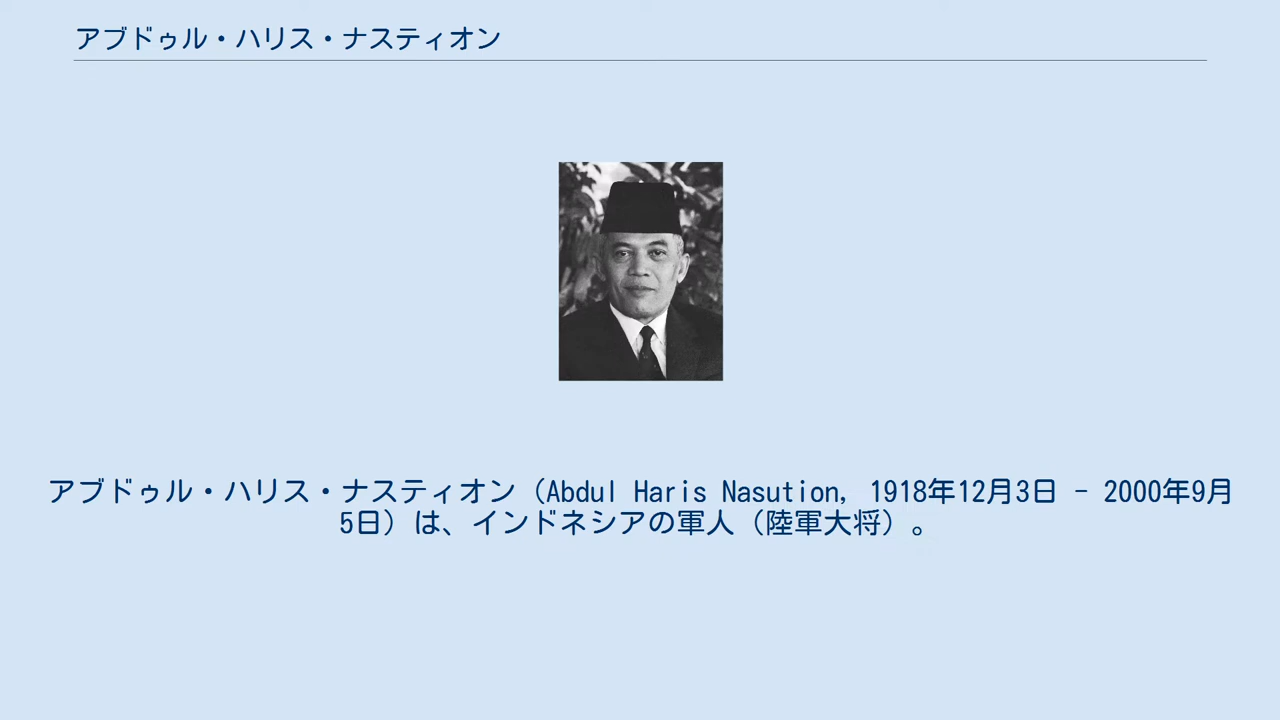 アブドゥル・ハリス・ナスティオン
アブドゥル・ハリス・ナスティオン（Abdul Haris Nasution, 1918年12月3日 - 2000年9月
5日）は、インドネシアの軍人（陸軍大将）。